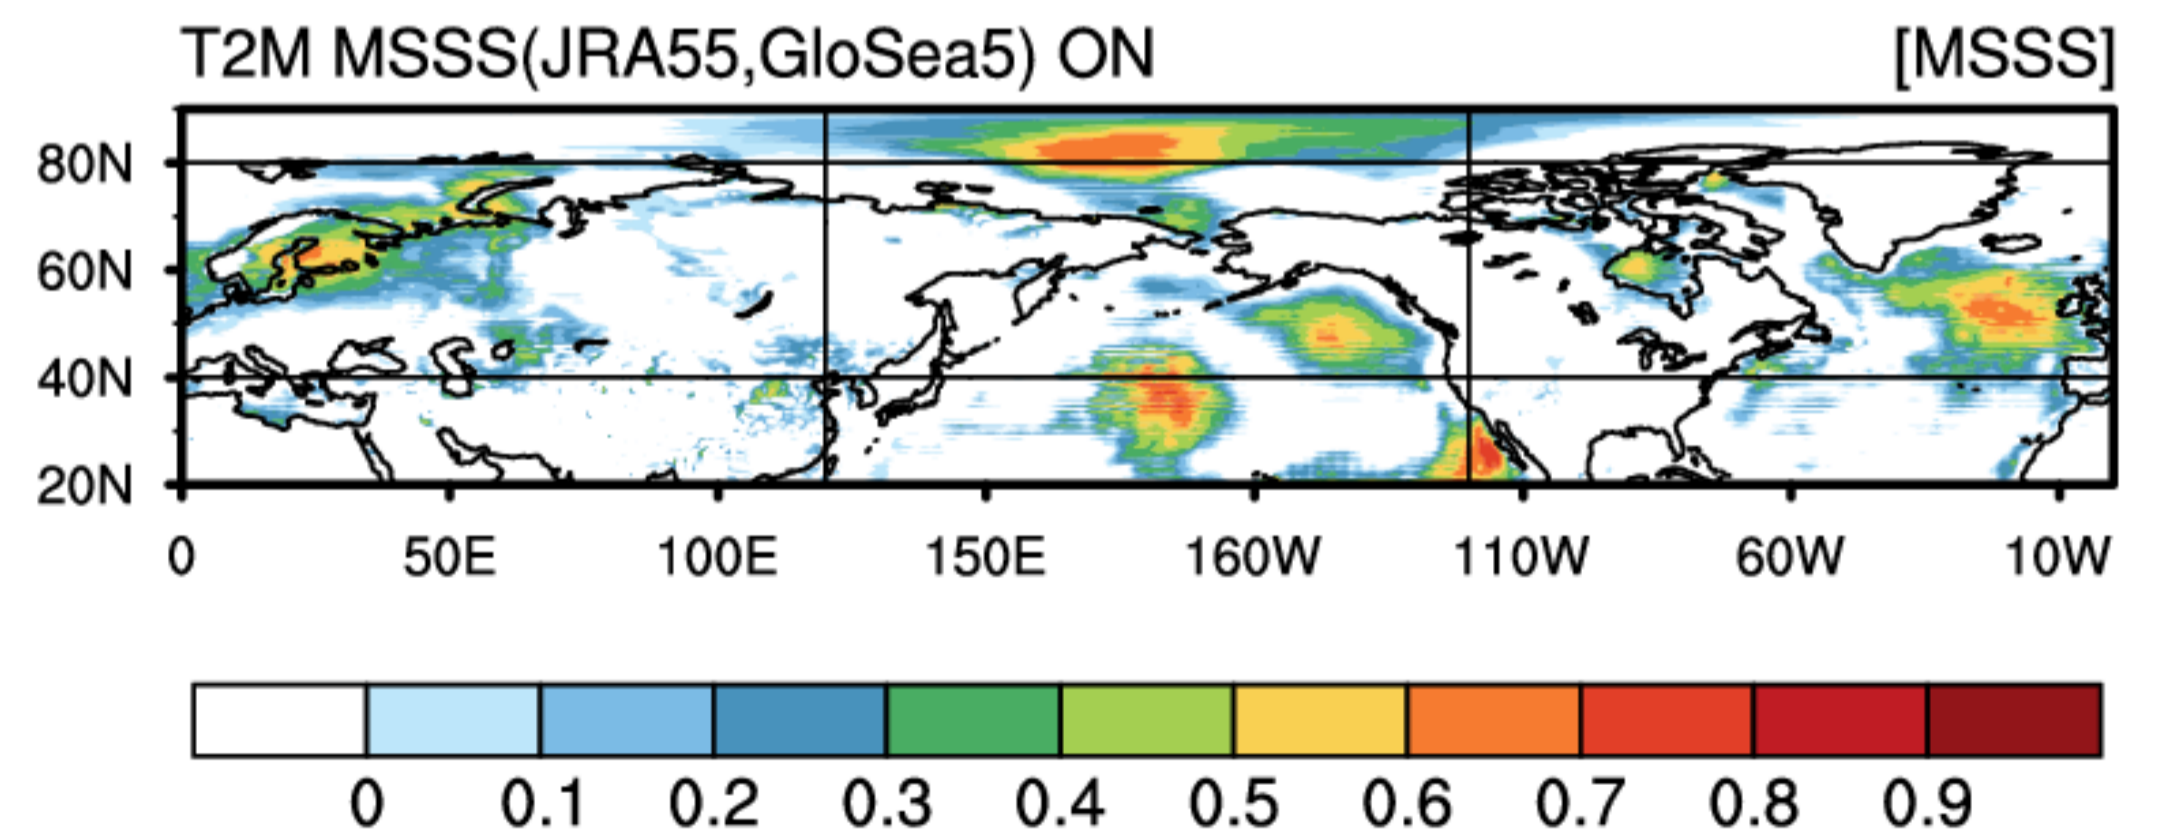 T2M MSSS(JRA55,GloSea5) ON [MSSS]
80N
60N
40N
20N
0 50E 100E 150E 160W 110W 60W 10W
0 0.1 0.2 0.3 0.4 0.5 0.6 0.7 0.8 0.9